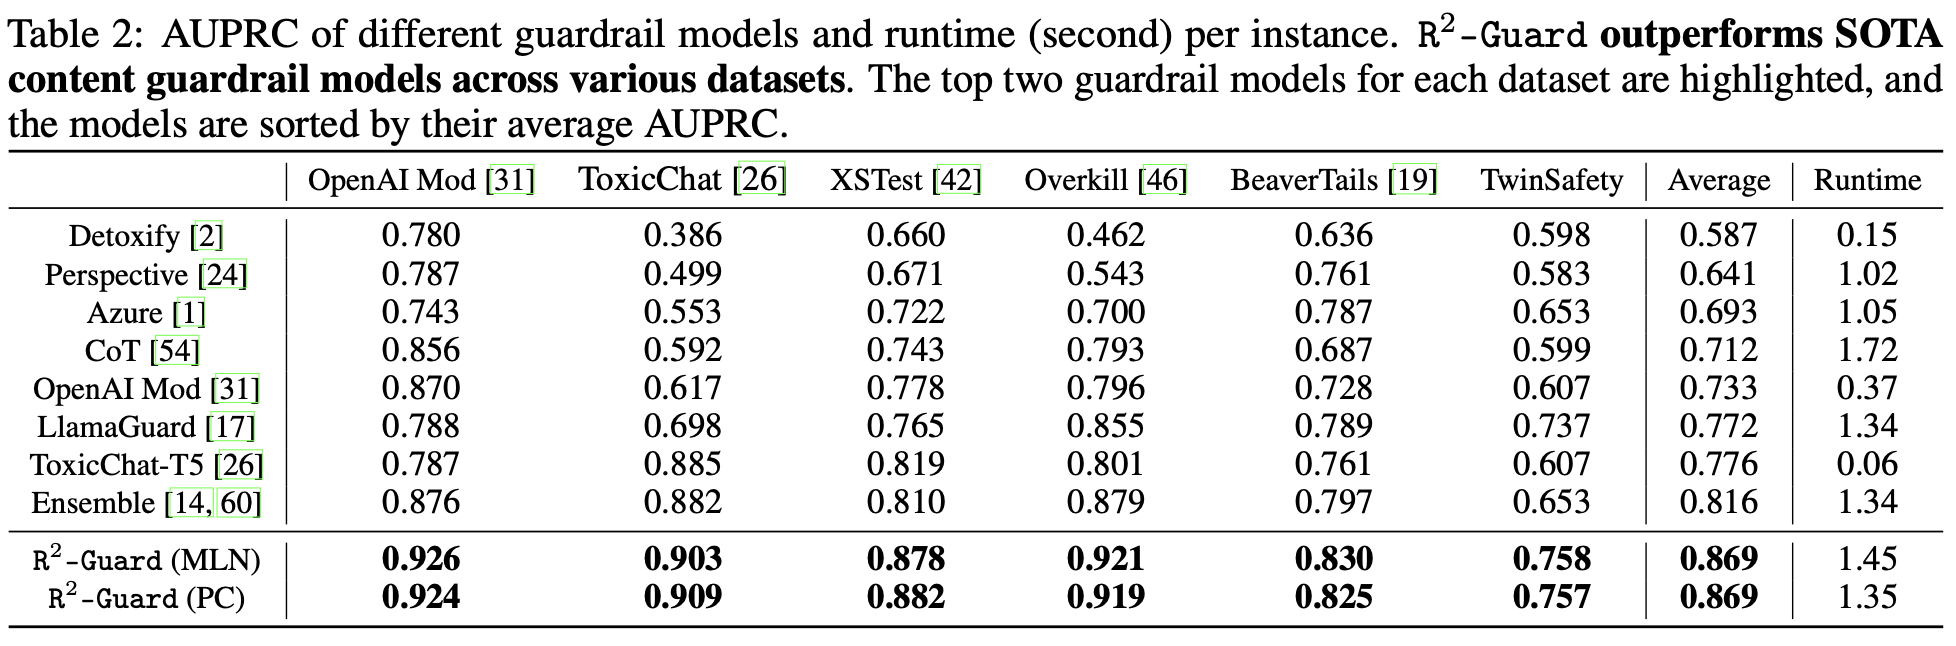 Table 2: AUPRC of different guardrail models and runtime (second) per instance. R²-Guard outperforms SOTA
content guardrail models across various datasets. The top two guardrail models for each dataset are highlighted, and
the models are sorted by their average AUPRC.
OpenAI Mod [31] ToxicChat [26] XSTest [42] Overkill [46] BeaverTails [19] TwinSafety Average Runtime
Detoxify [2] 0.780 0.386 0.660 0.462 0.636 0.598 0.587 0.15
Perspective [24] 0.787 0.499 0.671 0.543 0.761 0.583 0.641 1.02
Azure [1] 0.743 0.553 0.722 0.700 0.787 0.653 0.693 1.05
CoT [54] 0.856 0.592 0.743 0.793 0.687 0.599 0.712 1.72
OpenAI Mod [31] 0.870 0.617 0.778 0.796 0.728 0.607 0.733 0.37
LlamaGuard [17] 0.788 0.698 0.765 0.855 0.789 0.737 0.772 1.34
ToxicChat-T5 [26] 0.787 0.885 0.819 0.801 0.761 0.607 0.776 0.06
Ensemble [14, 60] 0.876 0.882 0.810 0.879 0.797 0.653 0.816 1.34
R²-Guard (MLN) 0.926 0.903 0.878 0.921 0.830 0.758 0.869 1.45
R²-Guard (PC) 0.924 0.909 0.882 0.919 0.825 0.757 0.869 1.35